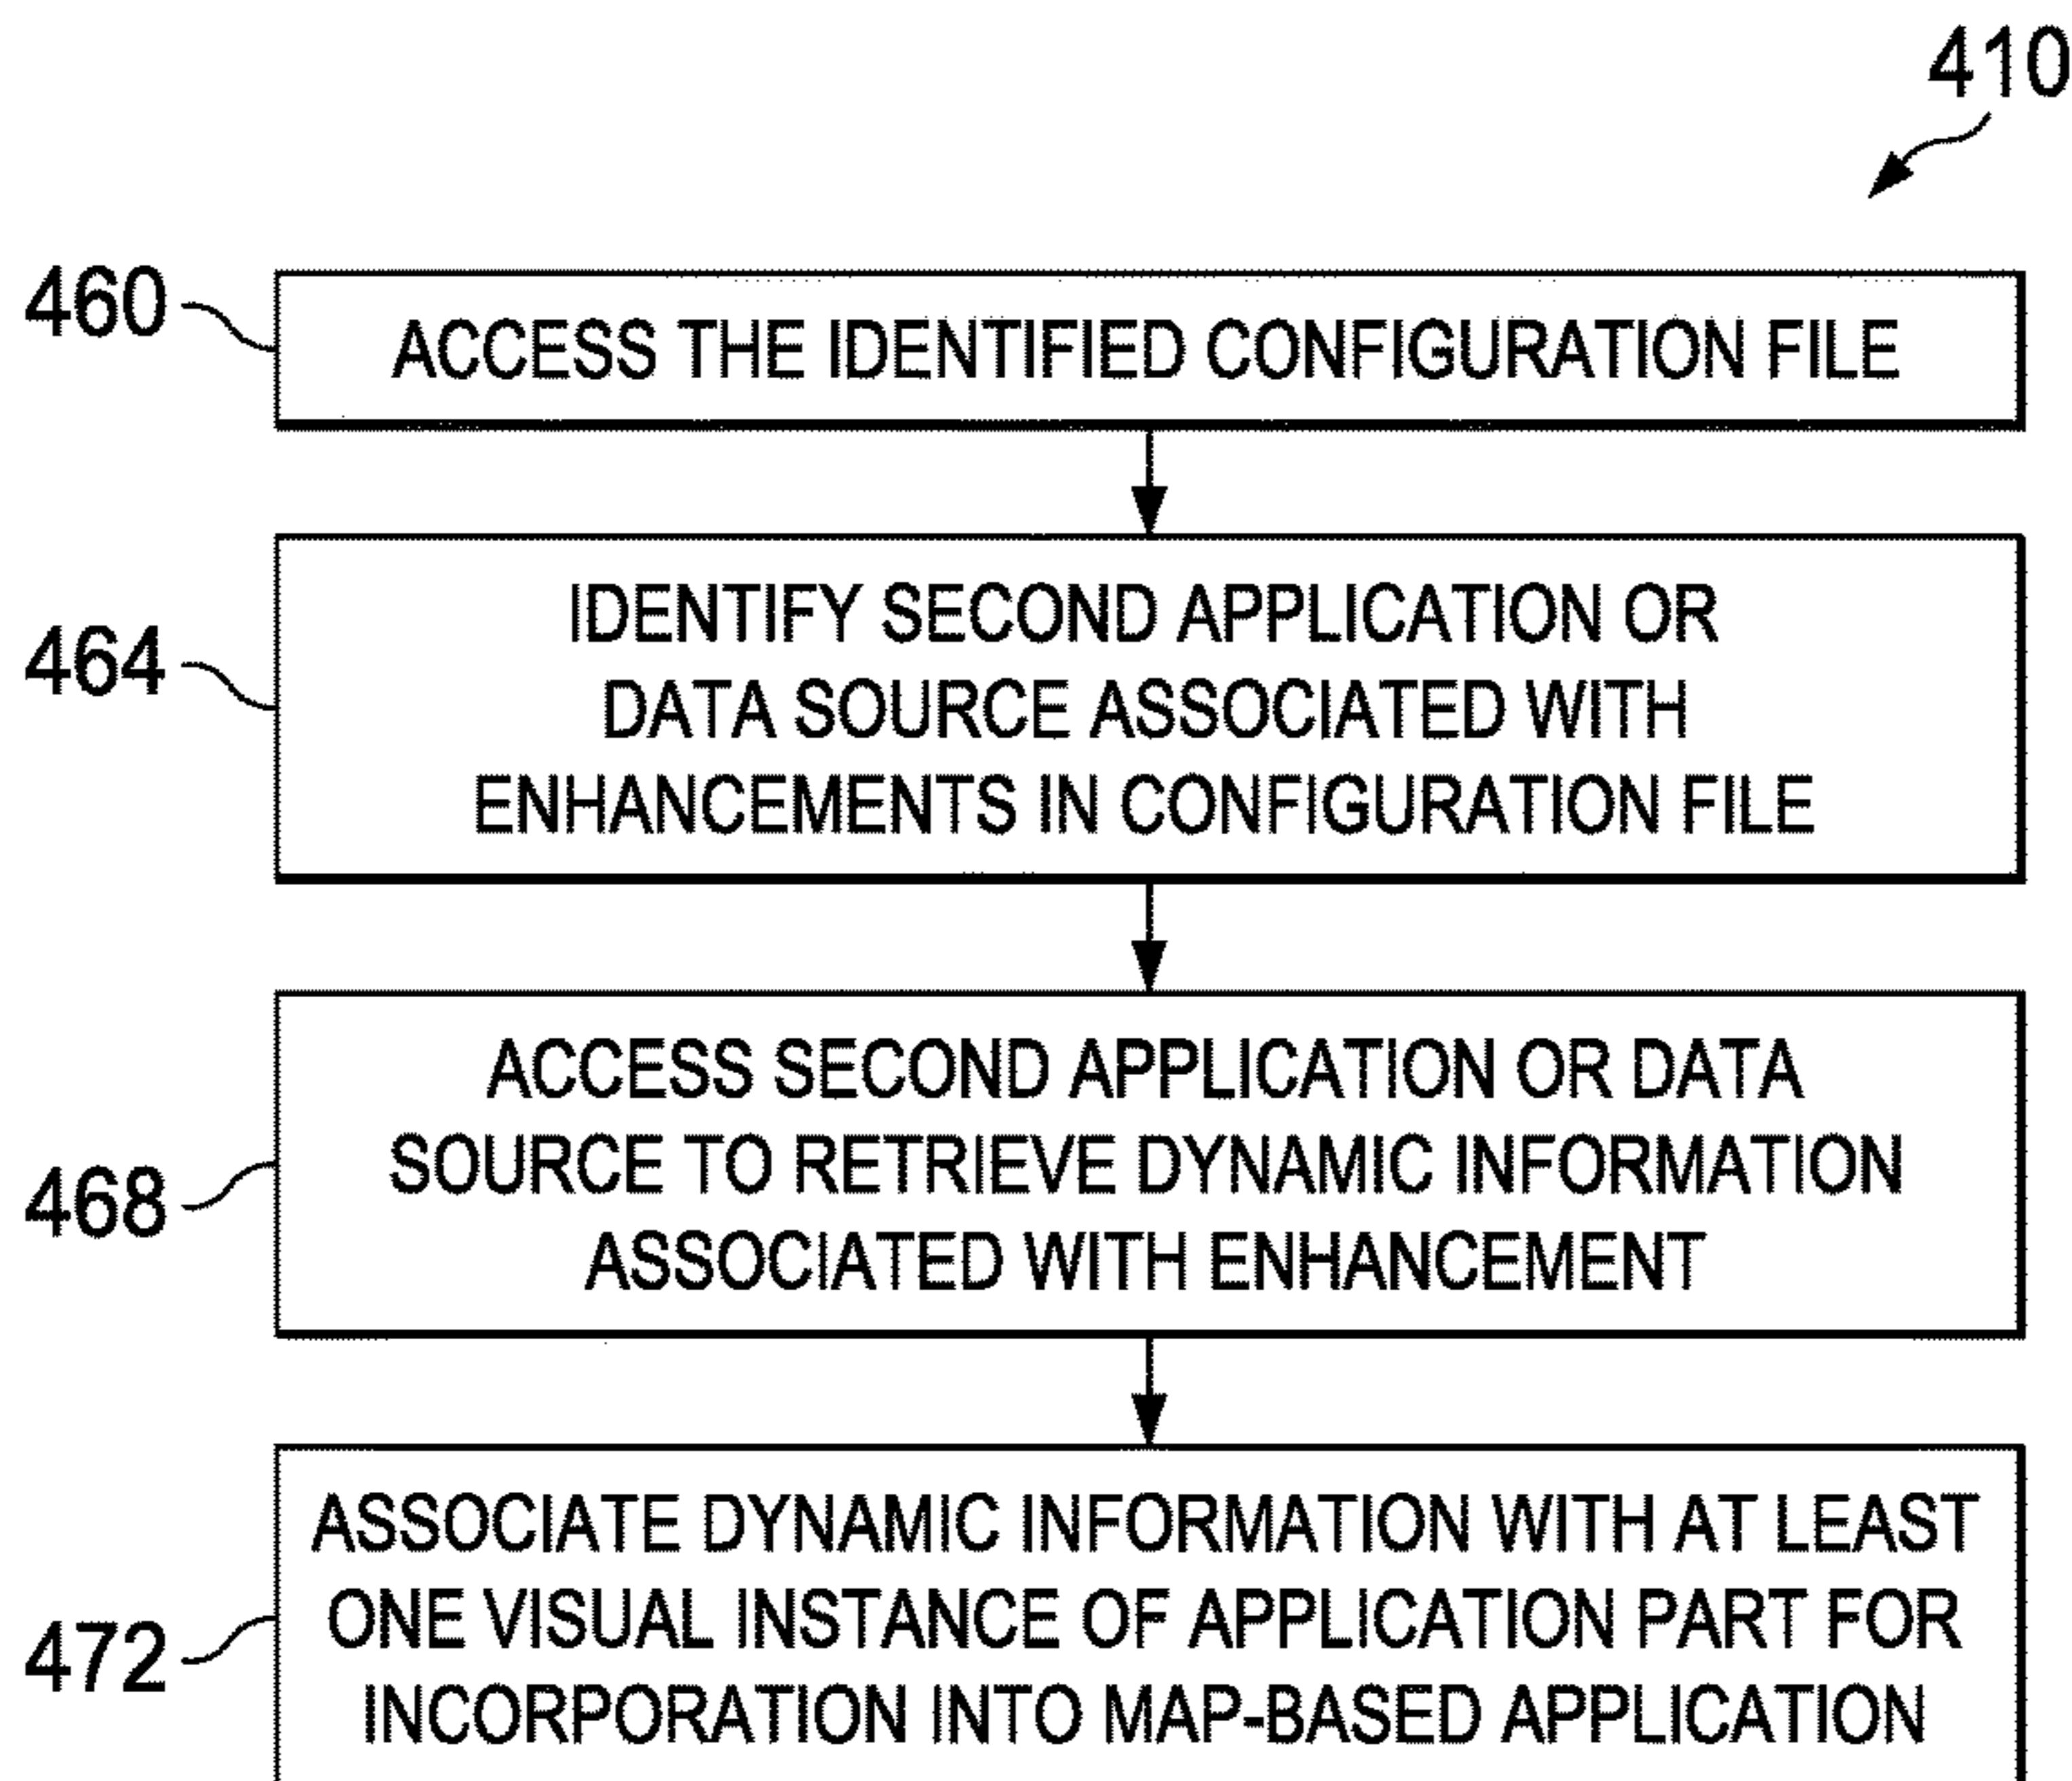 410
460
ACCESS THE IDENTIFIED CONFIGURATION FILE
464
IDENTIFY SECOND APPLICATION OR
DATA SOURCE ASSOCIATED WITH
ENHANCEMENTS IN CONFIGURATION FILE
468
ACCESS SECOND APPLICATION OR DATA
SOURCE TO RETRIEVE DYNAMIC INFORMATION
ASSOCIATED WITH ENHANCEMENT
472
ASSOCIATE DYNAMIC INFORMATION WITH AT LEAST
ONE VISUAL INSTANCE OF APPLICATION PART FOR
INCORPORATION INTO MAP-BASED APPLICATION